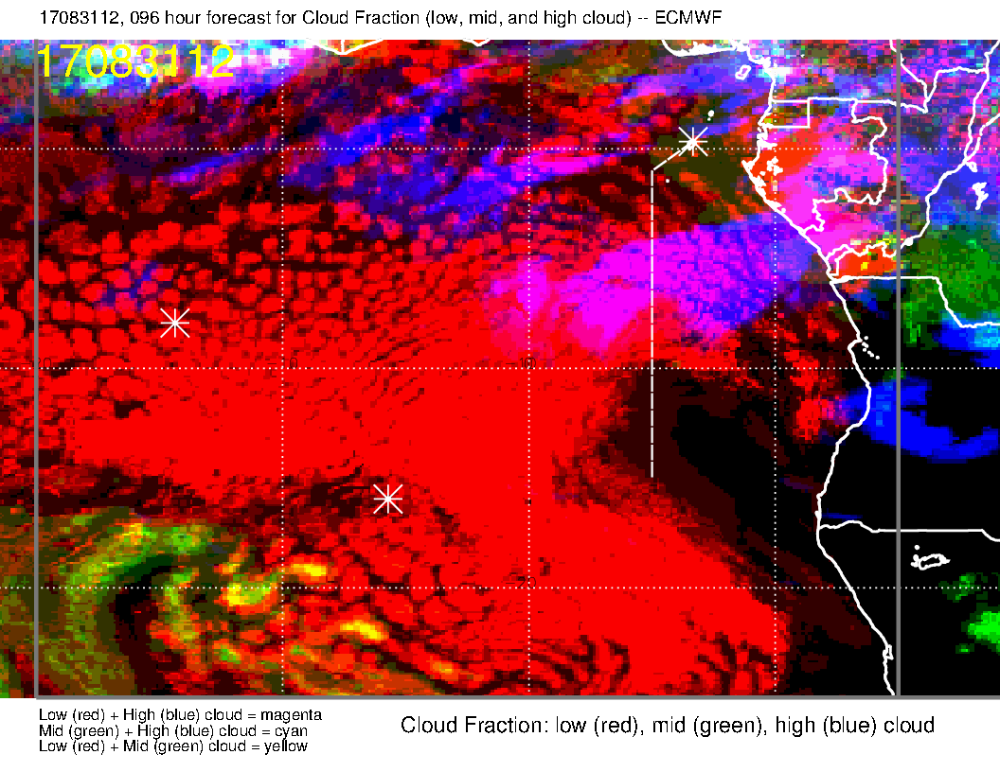 17083112, 096 hour forecast for Cloud Fraction (low, mid, and high cloud) -- ECMWF
17083112
Low (red) + High (blue) cloud = magenta
Mid (green) + High (blue) cloud = cyan
Low (red) + Mid (green) cloud = yellow
Cloud Fraction: low (red), mid (green), high (blue) cloud